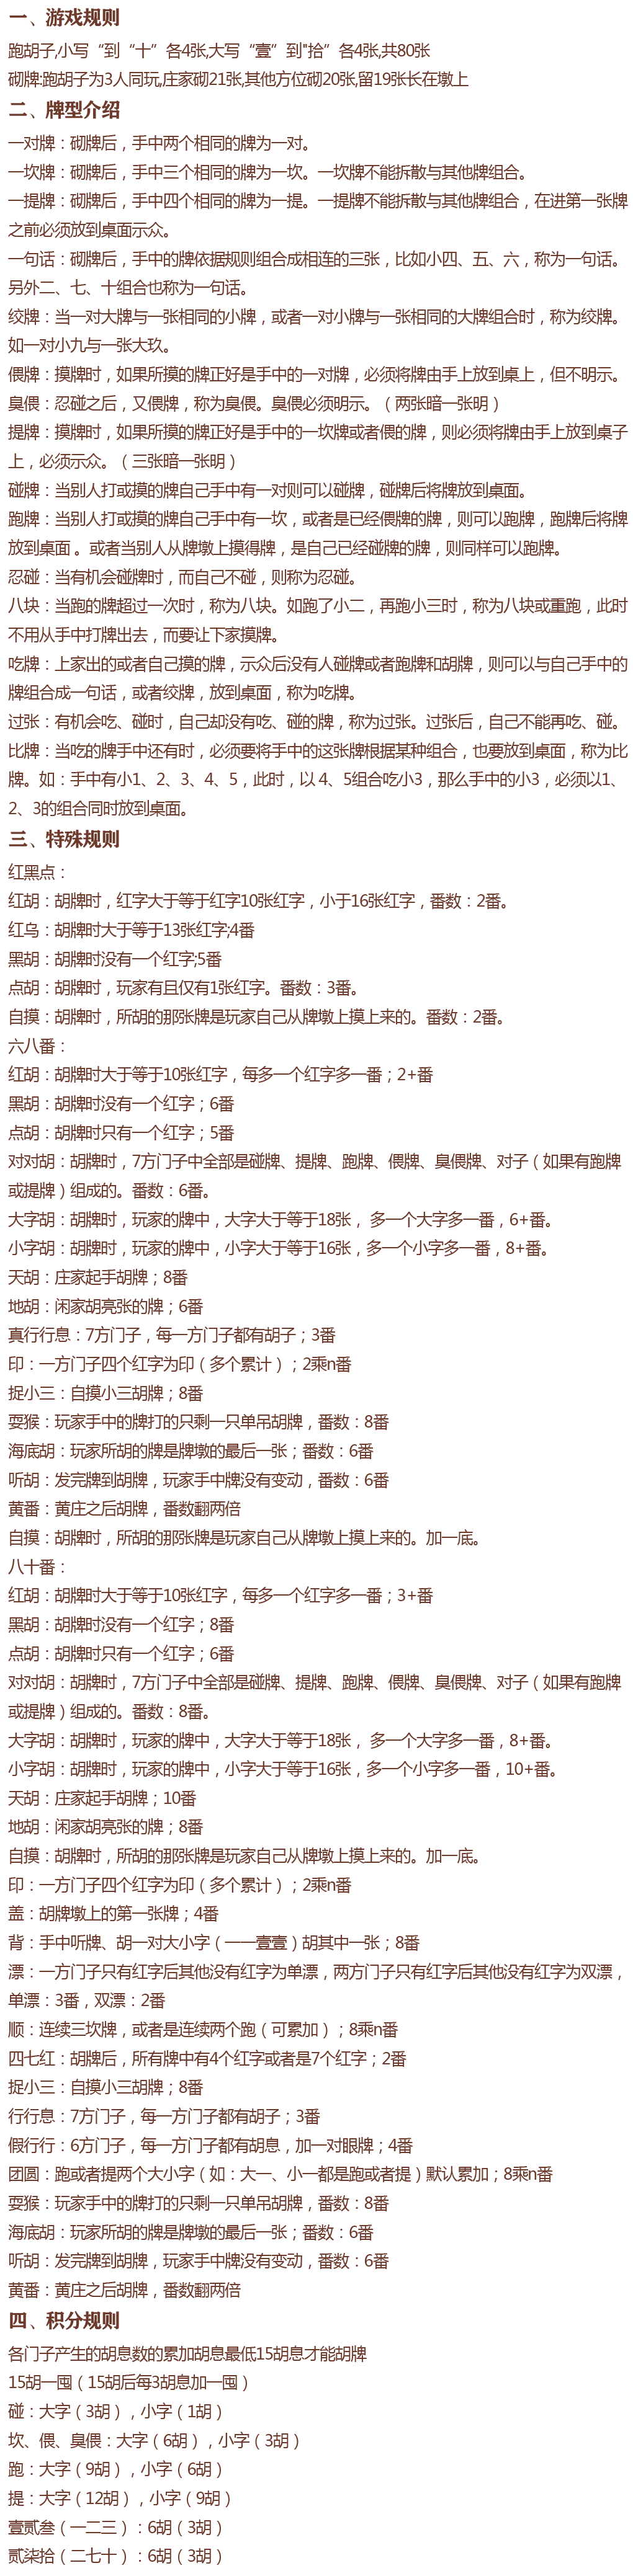 一、游戏规则
跑胡子,小写“到“十”各4张,大写“壹”到"拾”各4张,共80张
砌牌:跑胡子为3人同玩,庄家砌21张,其他方位砌20张,留19张长在墩上
二、牌型介绍
一对牌：砌牌后，手中两个相同的牌为一对。
一坎牌：砌牌后，手中三个相同的牌为一坎。一坎牌不能拆散与其他牌组合。
一提牌：砌牌后，手中四个相同的牌为一提。一提牌不能拆散与其他牌组合，在进第一张牌
之前必须放到桌面示众。
一句话：砌牌后，手中的牌依据规则组合成相连的三张，比如小四、五、六，称为一句话。
另外二、七、十组合也称为一句话。
绞牌：当一对大牌与一张相同的小牌，或者一对小牌与一张相同的大牌组合时，称为绞牌。
如一对小九与一张大玖。
偎牌：摸牌时，如果所摸的牌正好是手中的一对牌，必须将牌由手上放到桌上，但不明示。
臭偎：忍碰之后，又偎牌，称为臭偎。臭偎必须明示。（两张暗一张明）
提牌：摸牌时，如果所摸的牌正好是手中的一坎牌或者偎的牌，则必须将牌由手上放到桌子
上，必须示众。（三张暗一张明）
碰牌：当别人打或摸的牌自己手中有一对则可以碰牌，碰牌后将牌放到桌面。
跑牌：当别人打或摸的牌自己手中有一坎，或者是已经偎牌的牌，则可以跑牌，跑牌后将牌
放到桌面 。或者当别人从牌墩上摸得牌，是自己已经碰牌的牌，则同样可以跑牌。
忍碰：当有机会碰牌时，而自己不碰，则称为忍碰。
八块：当跑的牌超过一次时，称为八块。如跑了小二，再跑小三时，称为八块或重跑，此时
不用从手中打牌出去，而要让下家摸牌。
吃牌：上家出的或者自己摸的牌，示众后没有人碰牌或者跑牌和胡牌，则可以与自己手中的
牌组合成一句话，或者绞牌，放到桌面，称为吃牌。
过张：有机会吃、碰时，自己却没有吃、碰的牌，称为过张。过张后，自己不能再吃、碰。
比牌：当吃的牌手中还有时，必须要将手中的这张牌根据某种组合，也要放到桌面，称为比
牌。如：手中有小1、2、3、4、5，此时，以 4、5组合吃小3，那么手中的小3，必须以1、
2、3的组合同时放到桌面。
三、特殊规则
红黑点：
红胡：胡牌时，红字大于等于红字10张红字，小于16张红字，番数：2番。
红乌：胡牌时大于等于13张红字;4番
黑胡：胡牌时没有一个红字;5番
点胡：胡牌时，玩家有且仅有1张红字。番数：3番。
自摸：胡牌时，所胡的那张牌是玩家自己从牌墩上摸上来的。番数：2番。
六八番：
红胡：胡牌时大于等于10张红字，每多一个红字多一番；2+番
黑胡：胡牌时没有一个红字；6番
点胡：胡牌时只有一个红字；5番
对对胡：胡牌时，7方门子中全部是碰牌、提牌、跑牌、偎牌、臭偎牌、对子（如果有跑牌
或提牌）组成的。番数：6番。
大字胡：胡牌时，玩家的牌中，大字大于等于18张， 多一个大字多一番，6+番。
小字胡：胡牌时，玩家的牌中，小字大于等于16张，多一个小字多一番，8+番。
天胡：庄家起手胡牌；8番
地胡：闲家胡亮张的牌；6番
真行行息：7方门子，每一方门子都有胡子；3番
印：一方门子四个红字为印（多个累计）；2乘n番
捉小三：自摸小三胡牌；8番
耍猴：玩家手中的牌打的只剩一只单吊胡牌，番数：8番
海底胡：玩家所胡的牌是牌墩的最后一张；番数：6番
听胡：发完牌到胡牌，玩家手中牌没有变动，番数：6番
黄番：黄庄之后胡牌，番数翻两倍
自摸：胡牌时，所胡的那张牌是玩家自己从牌墩上摸上来的。加一底。
八十番：
红胡：胡牌时大于等于10张红字，每多一个红字多一番；3+番
黑胡：胡牌时没有一个红字；8番
点胡：胡牌时只有一个红字；6番
对对胡：胡牌时，7方门子中全部是碰牌、提牌、跑牌、偎牌、臭偎牌、对子（如果有跑牌
或提牌）组成的。番数：8番。
大字胡：胡牌时，玩家的牌中，大字大于等于18张， 多一个大字多一番，8+番。
小字胡：胡牌时，玩家的牌中，小字大于等于16张，多一个小字多一番，10+番。
天胡：庄家起手胡牌；10番
地胡：闲家胡亮张的牌；8番
自摸：胡牌时，所胡的那张牌是玩家自己从牌墩上摸上来的。加一底。
印：一方门子四个红字为印（多个累计）；2乘n番
盖：胡牌墩上的第一张牌；4番
背：手中听牌、胡一对大小字（一一壹壹）胡其中一张；8番
漂：一方门子只有红字后其他没有红字为单漂，两方门子只有红字后其他没有红字为双漂，
单漂：3番，双漂：2番
顺：连续三坎牌，或者是连续两个跑（可累加）；8乘n番
四七红：胡牌后，所有牌中有4个红字或者是7个红字；2番
捉小三：自摸小三胡牌；8番
行行息：7方门子，每一方门子都有胡子；3番
假行行：6方门子，每一方门子都有胡息，加一对眼牌；4番
团圆：跑或者提两个大小字（如：大一、小一都是跑或者提）默认累加；8乘n番
耍猴：玩家手中的牌打的只剩一只单吊胡牌，番数：8番
海底胡：玩家所胡的牌是牌墩的最后一张；番数：6番
听胡：发完牌到胡牌，玩家手中牌没有变动，番数：6番
黄番：黄庄之后胡牌，番数翻两倍
四、积分规则
各门子产生的胡息数的累加胡息最低15胡息才能胡牌
15胡一囤（15胡后每3胡息加一囤）
碰：大字（3胡），小字（1胡）
坎、偎、臭偎：大字（6胡），小字（3胡）
跑：大字（9胡），小字（6胡）
提：大字（12胡），小字（9胡）
壹贰叁（一二三）：6胡（3胡）
贰柒拾（二七十）：6胡（3胡）